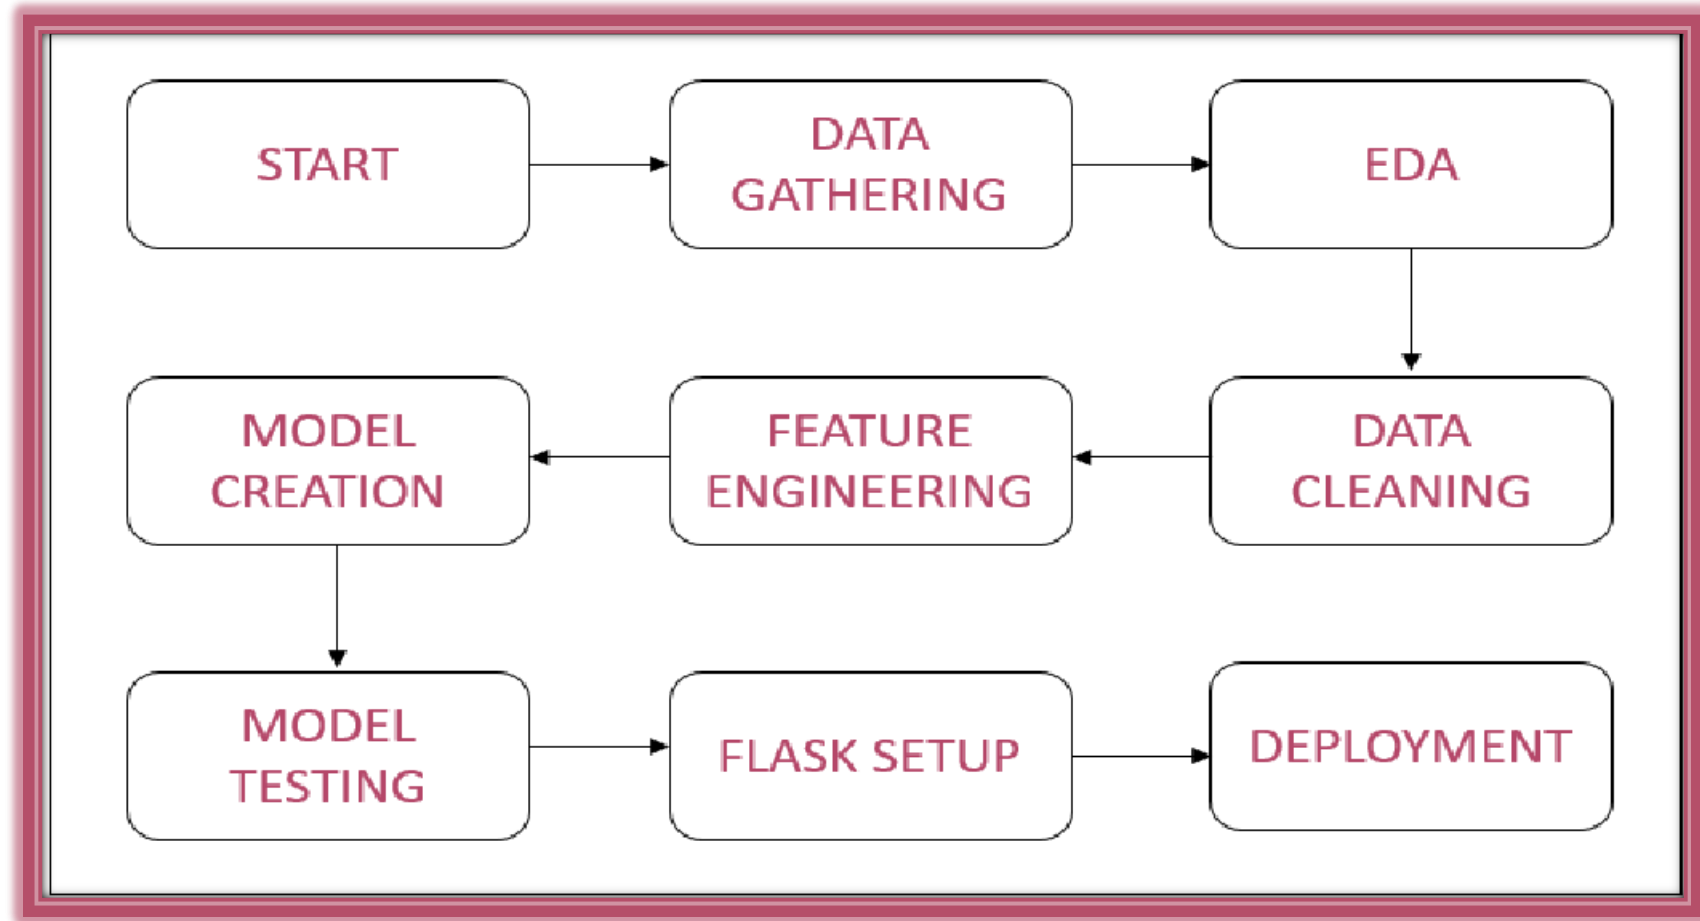 START
DATA
GATHERING
EDA
MODEL
CREATION
FEATURE
ENGINEERING
DATA
CLEANING
MODEL
TESTING
FLASK SETUP
DEPLOYMENT